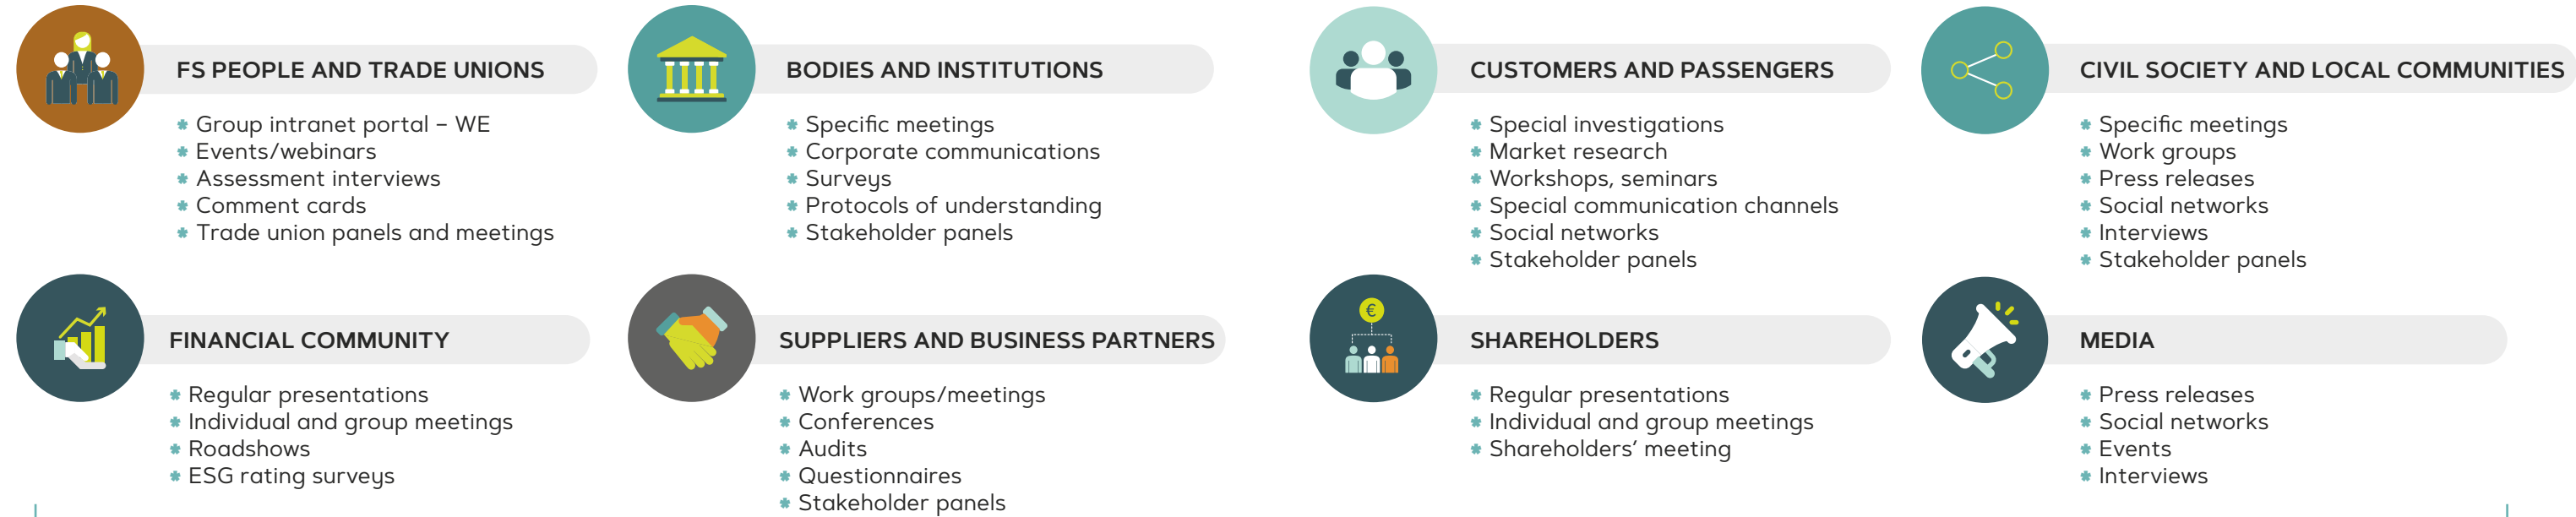 FS PEOPLE AND TRADE UNIONS
Group intranet portal – WE
Events/webinars
Assessment interviews
Comment cards
Trade union panels and meetings
BODIES AND INSTITUTIONS
Specific meetings
Corporate communications
Surveys
Protocols of understanding
Stakeholder panels
CUSTOMERS AND PASSENGERS
Special investigations
Market research
Workshops, seminars
Special communication channels
Social networks
Stakeholder panels
CIVIL SOCIETY AND LOCAL COMMUNITIES
Specific meetings
Work groups
Press releases
Social networks
Interviews
Stakeholder panels
FINANCIAL COMMUNITY
Regular presentations
Individual and group meetings
Roadshows
ESG rating surveys
SUPPLIERS AND BUSINESS PARTNERS
Work groups/meetings
Conferences
Audits
Questionnaires
Stakeholder panels
€
SHAREHOLDERS
Regular presentations
Individual and group meetings
Shareholders’ meeting
MEDIA
Press releases
Social networks
Events
Interviews